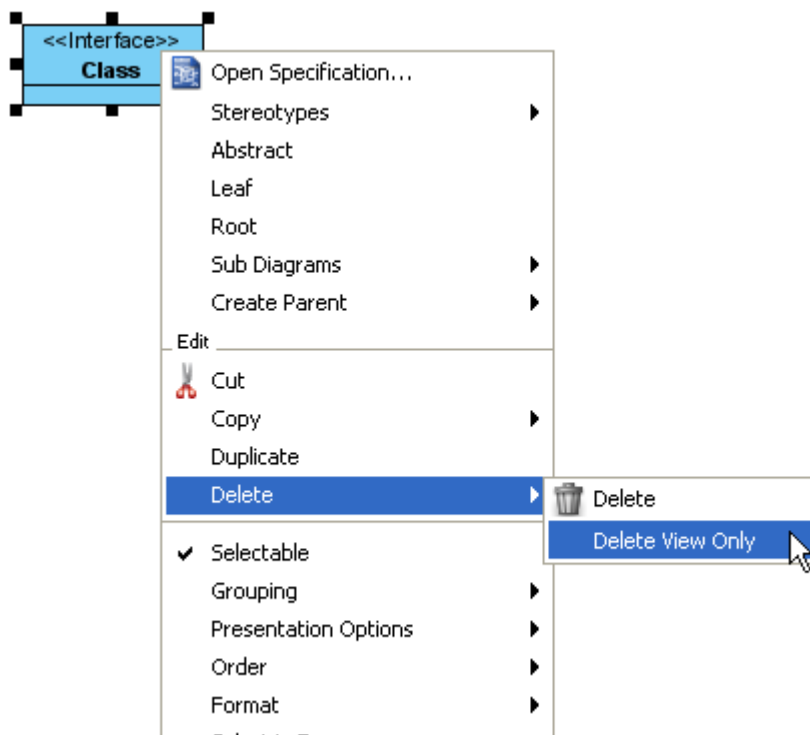 <<Interface>>
Class
Open Specification...
Stereotypes
Abstract
Leaf
Root
Sub Diagrams
Create Parent
Edit
Cut
Copy
Duplicate
Delete
Delete
Delete View Only
Selectable
Grouping
Presentation Options
Order
Format